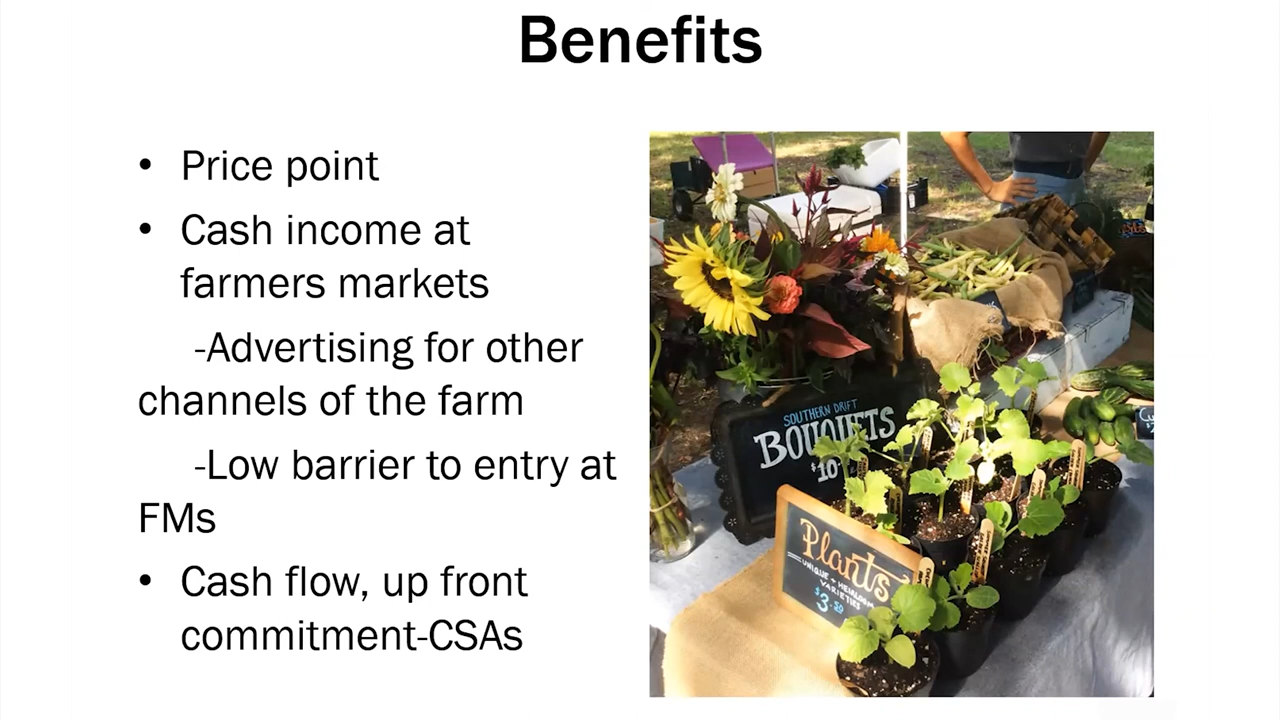 Benefits
• Price point
• Cash income at
farmers markets
-Advertising for other
channels of the farm
-Low barrier to entry at
FMs
• Cash flow, up front
commitment-CSAs
SOUTHERN DRIFT
BOUQUETS
$10
Plants
UNIQUE + HEIRLOOM
VARIETIES
$3.50